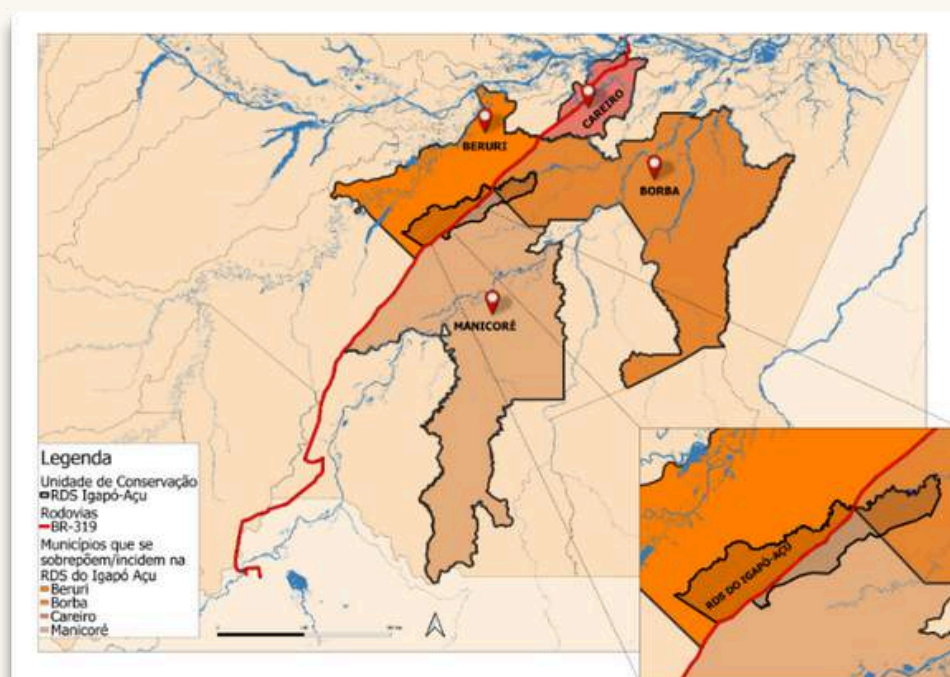 CAREIRO
BERURI
BORBA
MANICORÉ
Legenda
Unidade de Conservação
RDS Igapó-Açu
Rodovias
BR-319
Municípios que se
sobrepõem/incidem na
RDS do Igapó Açu
Beruri
Borba
Careiro
Manicoré
RDS DO IGAPÓ-AÇU